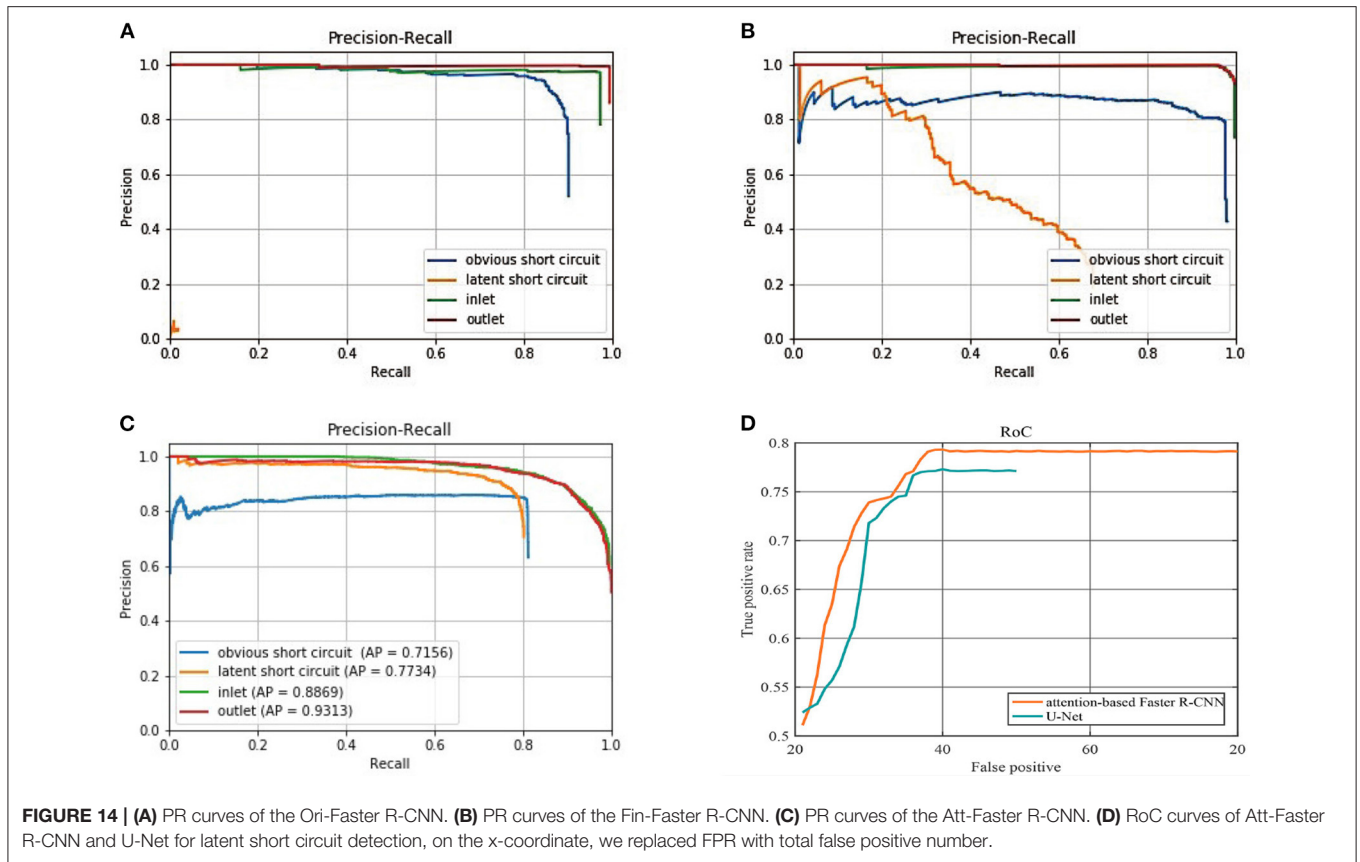 A
Precision-Recall
1.0
0.8
0.6
0.4
0.2
0.0
Precision
obvious short circuit
latent short circuit
inlet
outlet
0.0 0.2 0.4 0.6 0.8 1.0
Recall
B
Precision-Recall
1.0
0.8
0.6
0.4
0.2
0.0
Precision
obvious short circuit
latent short circuit
inlet
outlet
0.0 0.2 0.4 0.6 0.8 1.0
Recall
C
Precision-Recall
1.0
0.8
0.6
0.4
0.2
0.0
Precision
obvious short circuit (AP = 0.7156)
latent short circuit (AP = 0.7734)
inlet (AP = 0.8869)
outlet (AP = 0.9313)
0.0 0.2 0.4 0.6 0.8 1.0
Recall
D
RoC
0.8
0.75
0.7
0.65
0.6
0.55
0.5
True positive rate
attention-based Faster R-CNN
U-Net
20 40 60 20
False positive
FIGURE 14 | (A) PR curves of the Ori-Faster R-CNN. (B) PR curves of the Fin-Faster R-CNN. (C) PR curves of the Att-Faster R-CNN. (D) RoC curves of Att-Faster
R-CNN and U-Net for latent short circuit detection, on the x-coordinate, we replaced FPR with total false positive number.